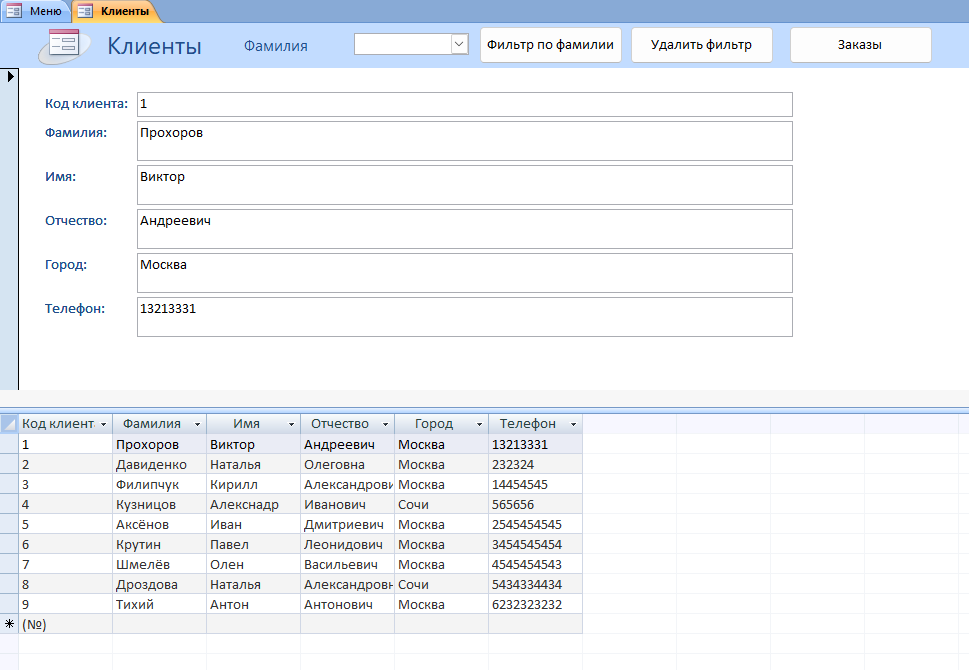 Меню Клиенты
Клиенты Фамилия Фильтр по фамилии Удалить фильтр Заказы
Код клиента: 1
Фамилия: Прохоров
Имя: Виктор
Отчество: Андреевич
Город: Москва
Телефон: 13213331
Код клиент Фамилия Имя Отчество Город Телефон
1 Прохоров Виктор Андреевич Москва 13213331
2 Давиденко Наталья Олеговна Москва 232324
3 Филипчук Кирилл Александрови Москва 14454545
4 Кузницов Алекснадр Иванович Сочи 565656
5 Аксёнов Иван Дмитриевич Москва 2545454545
6 Крутин Павел Леонидович Москва 3454545454
7 Шмелёв Олен Васильевич Москва 4545454543
8 Дроздова Наталья Александровн Сочи 5434334434
9 Тихий Антон Антонович Москва 6232323232
(№)